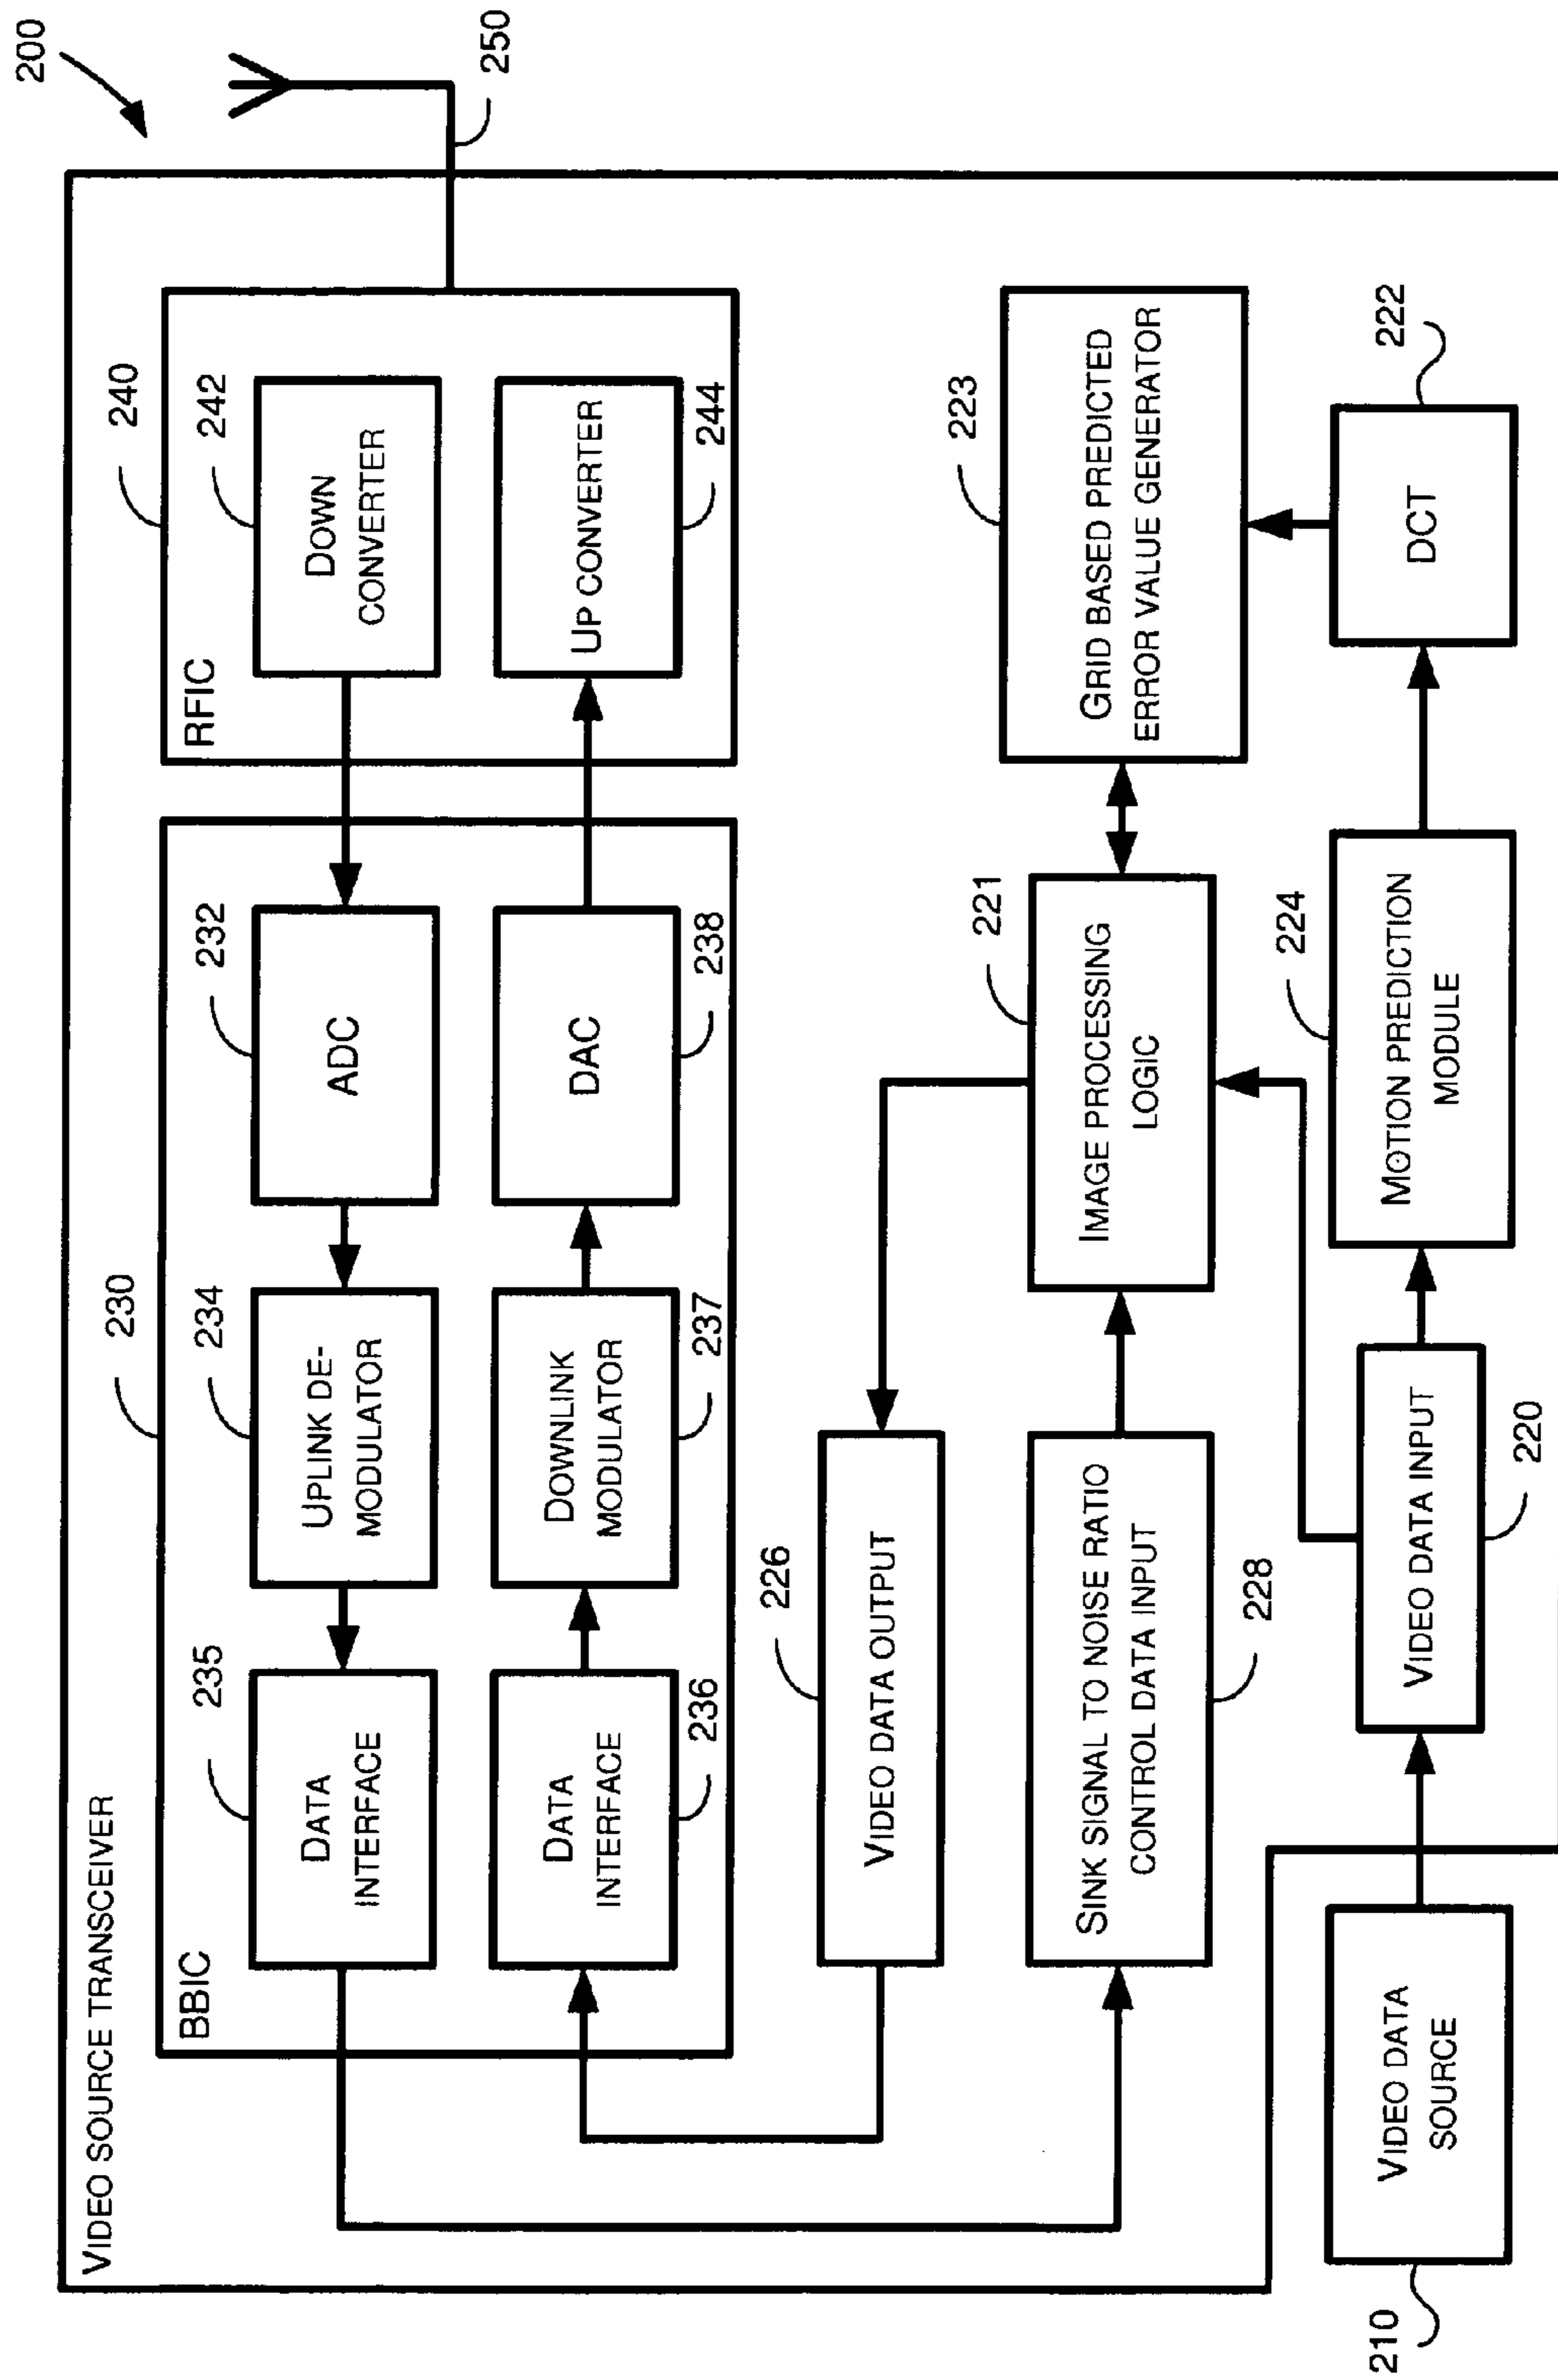 200
VIDEO SOURCE TRANSCEIVER
BBIC
230
235
DATA
INTERFACE
234
UPLINK DE-
MODULATOR
232
ADC
DATA
INTERFACE
236
DOWNLINK
MODULATOR
237
DAC
238
RFIC
240
242
DOWN
CONVERTER
UP CONVERTER
244
250
226
VIDEO DATA OUTPUT
SINK SIGNAL TO NOISE RATIO
CONTROL DATA INPUT
228
221
IMAGE PROCESSING
LOGIC
223
GRID BASED PREDICTED
ERROR VALUE GENERATOR
210
VIDEO DATA
SOURCE
VIDEO DATA INPUT
220
224
MOTION PREDICTION
MODULE
DCT
222